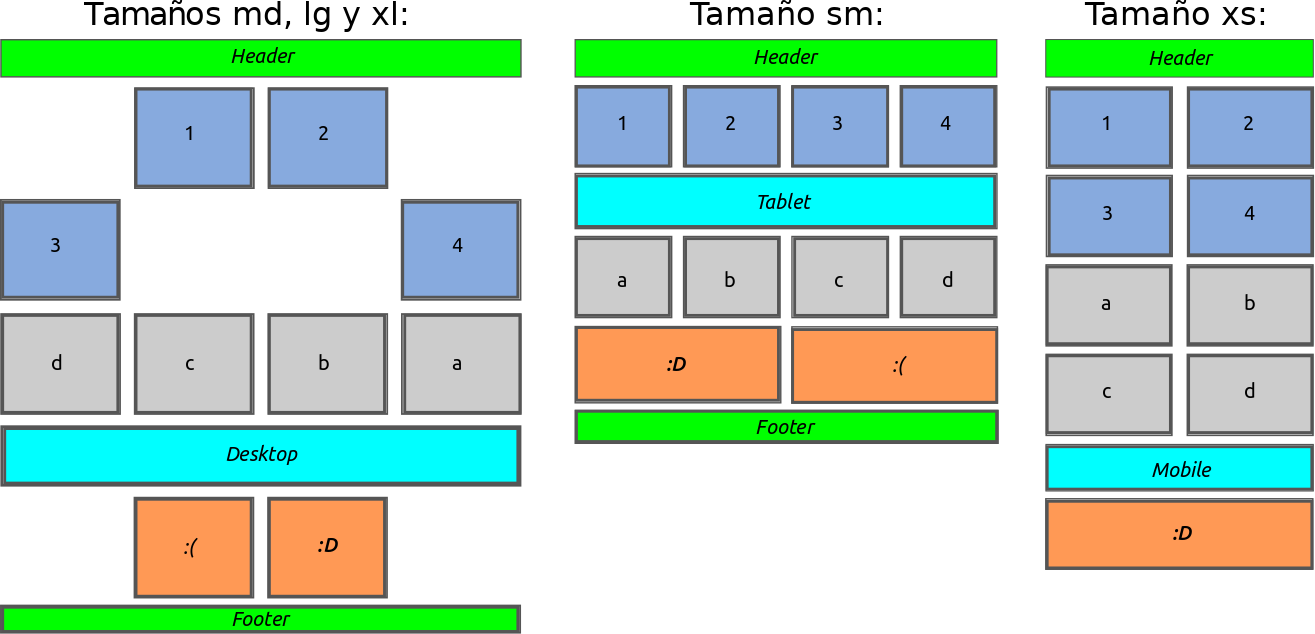 Tamaños md, lg y xl:
Header
1 2
3 4
d c b a
Desktop
:( :D
Footer
Tamaño sm:
Header
1 2 3 4
Tablet
a b c d
:D :(
Footer
Tamaño xs:
Header
1 2
3 4
a b
c d
Mobile
:D